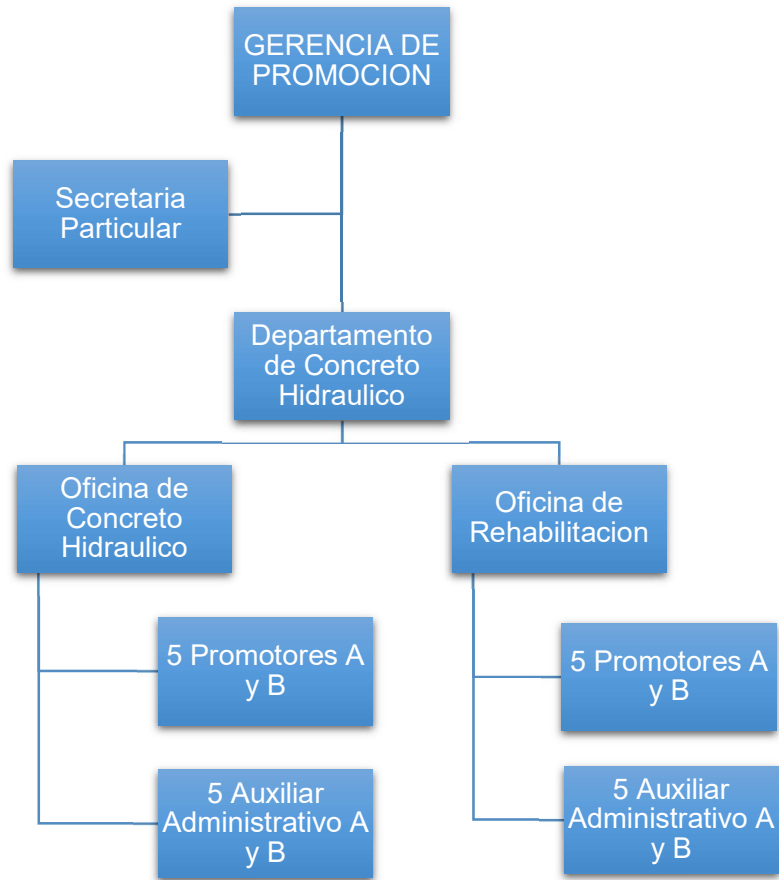 GERENCIA DE
PROMOCION
Secretaria
Particular
Departamento
de Concreto
Hidraulico
Oficina de
Concreto
Hidraulico
Oficina de
Rehabilitacion
5 Promotores A
y B
5 Promotores A
y B
5 Auxiliar
Administrativo A
y B
5 Auxiliar
Administrativo A
y B